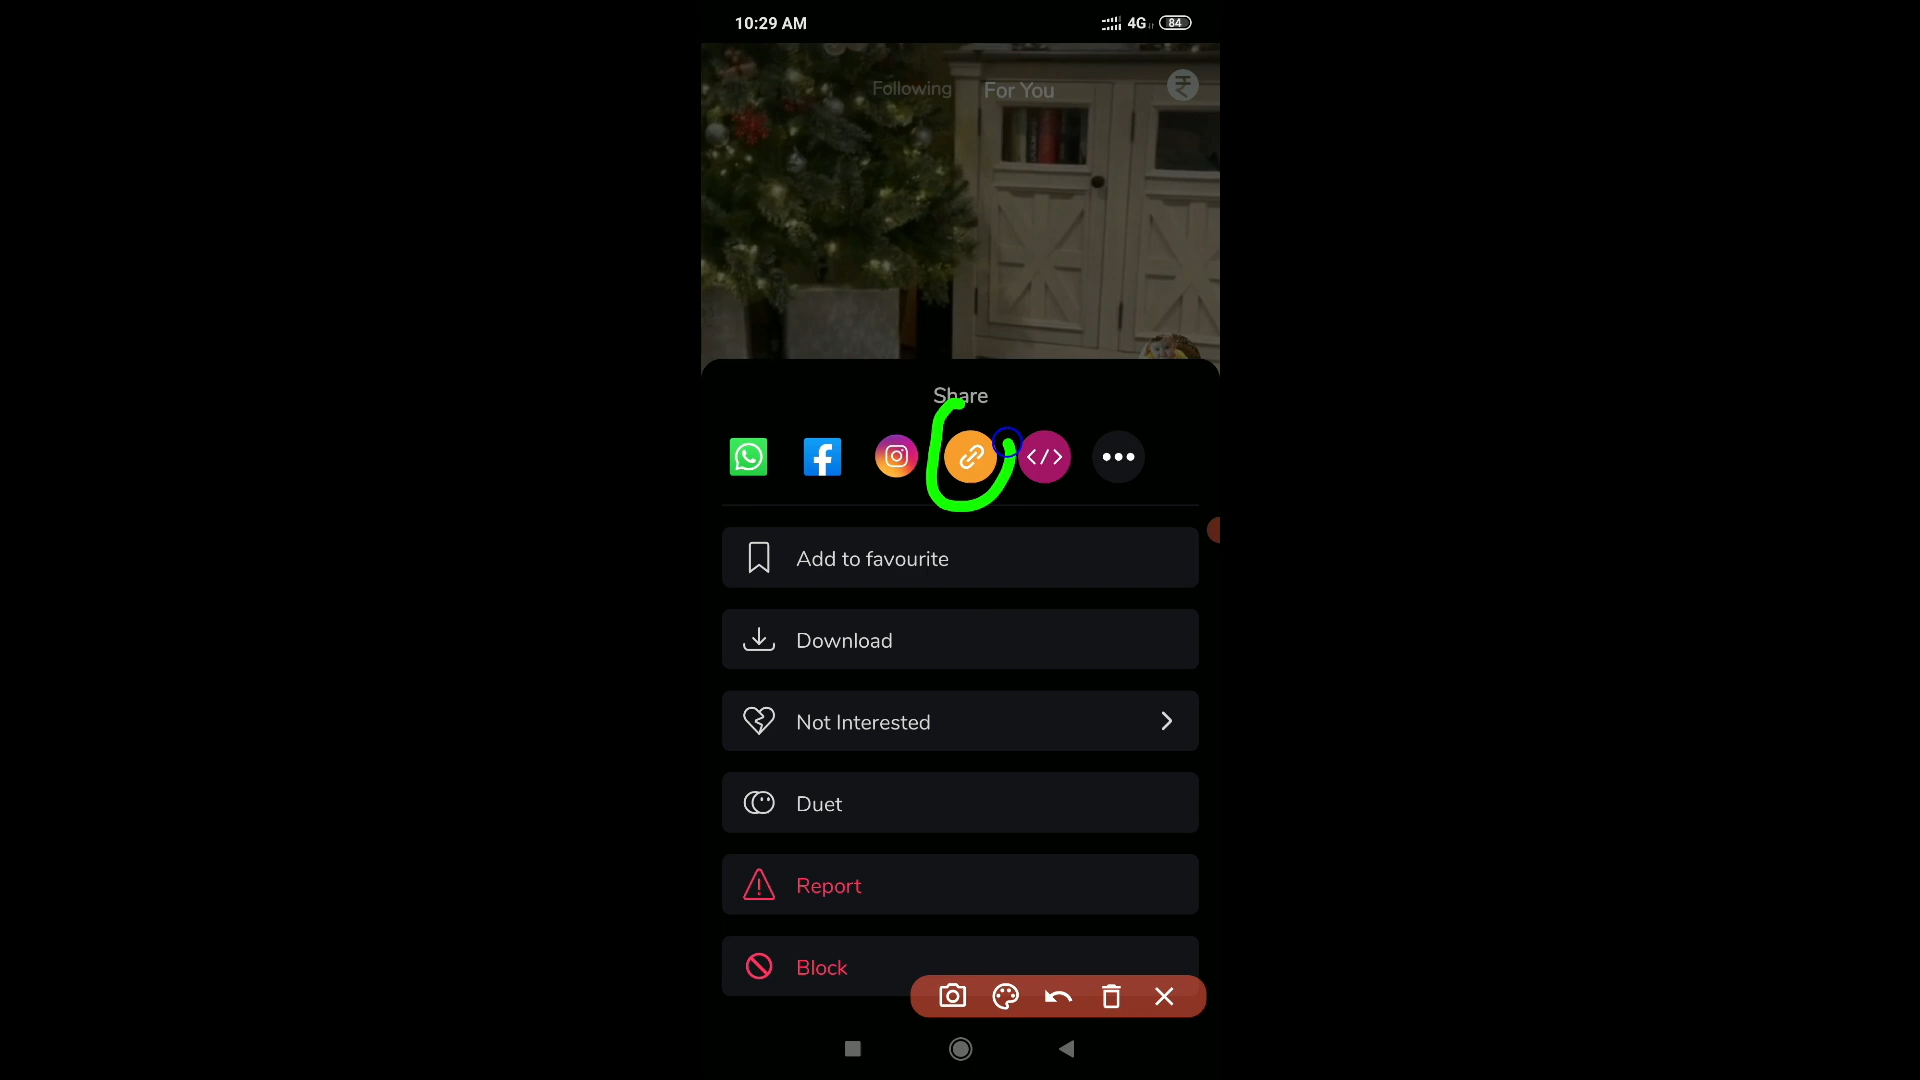 10:29 AM
4G 84
Following For You
Share
Add to favourite
Download
Not Interested
Duet
Report
Block